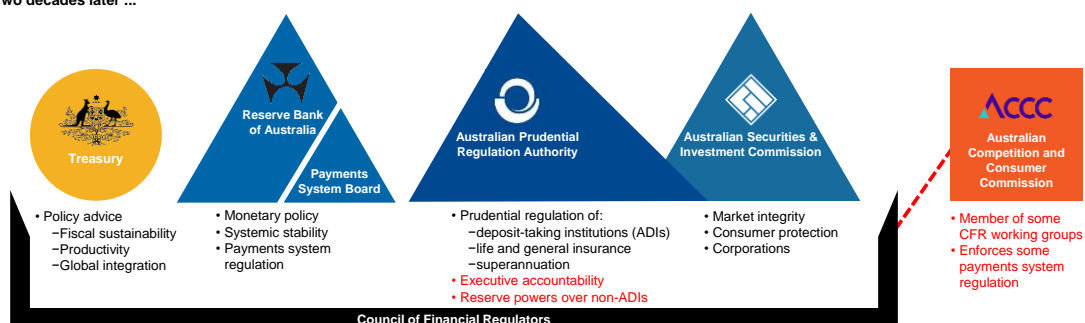 wo decades later ...
Treasury
Reserve Bank
of Australia
Payments
System Board
Australian Prudential
Regulation Authority
Australian Securities &
Investment Commission
ACCC
Australian
Competition and
Consumer
Commission
• Policy advice
−Fiscal sustainability
−Productivity
−Global integration
• Monetary policy
• Systemic stability
• Payments system
regulation
• Prudential regulation of:
−deposit-taking institutions (ADIs)
−life and general insurance
−superannuation
• Executive accountability
• Reserve powers over non-ADIs
• Market integrity
• Consumer protection
• Corporations
• Member of some
CFR working groups
• Enforces some
payments system
regulation
Council of Financial Regulators